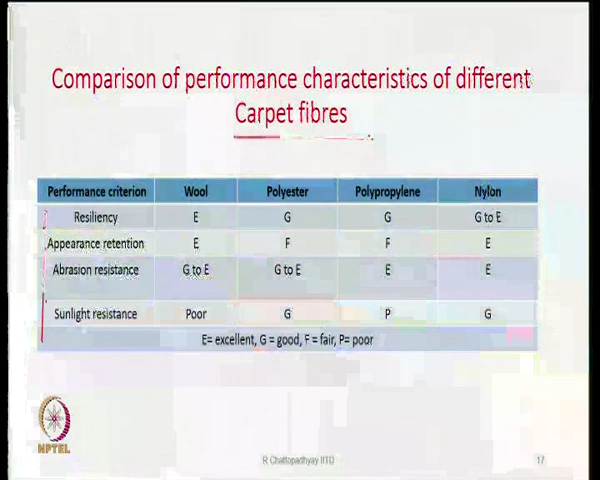 Comparison of performance characteristics of different
Carpet fibres
Performance criterion Wool Polyester Polypropylene Nylon
Resiliency E G G G to E
Appearance retention E F F E
Abrasion resistance G to E G to E E E
Sunlight resistance Poor G P G
E= excellent, G = good, F = fair, P= poor
NPTEL
R Chattopadhyay IITD 17